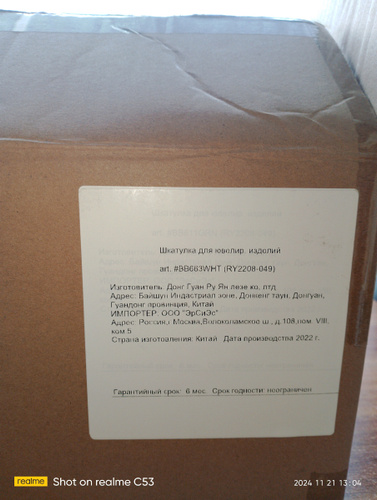 Шкатулка для ювелир. изделий
art. #BB663WHT (RY2208-049)
Изготовитель. Донг Гуан Ру Ян лезе ко, лтд
Адрес: Байшун Индастриал зоне, Донкенг таун, Донгуан,
Гуандонг провинция, Китай
ИМПОРТЕР: ООО "ЭрСиЭс"
Адрес: Россия,г Москва,Волоколамское ш., д.108,пом. VIII,
ком 5
Страна изготовления: Китай Дата производства 2022 г.
Гарантийный срок: 6 мес. Срок годности: неограничен
realme Shot on realme C53
2024 11 21 13:04